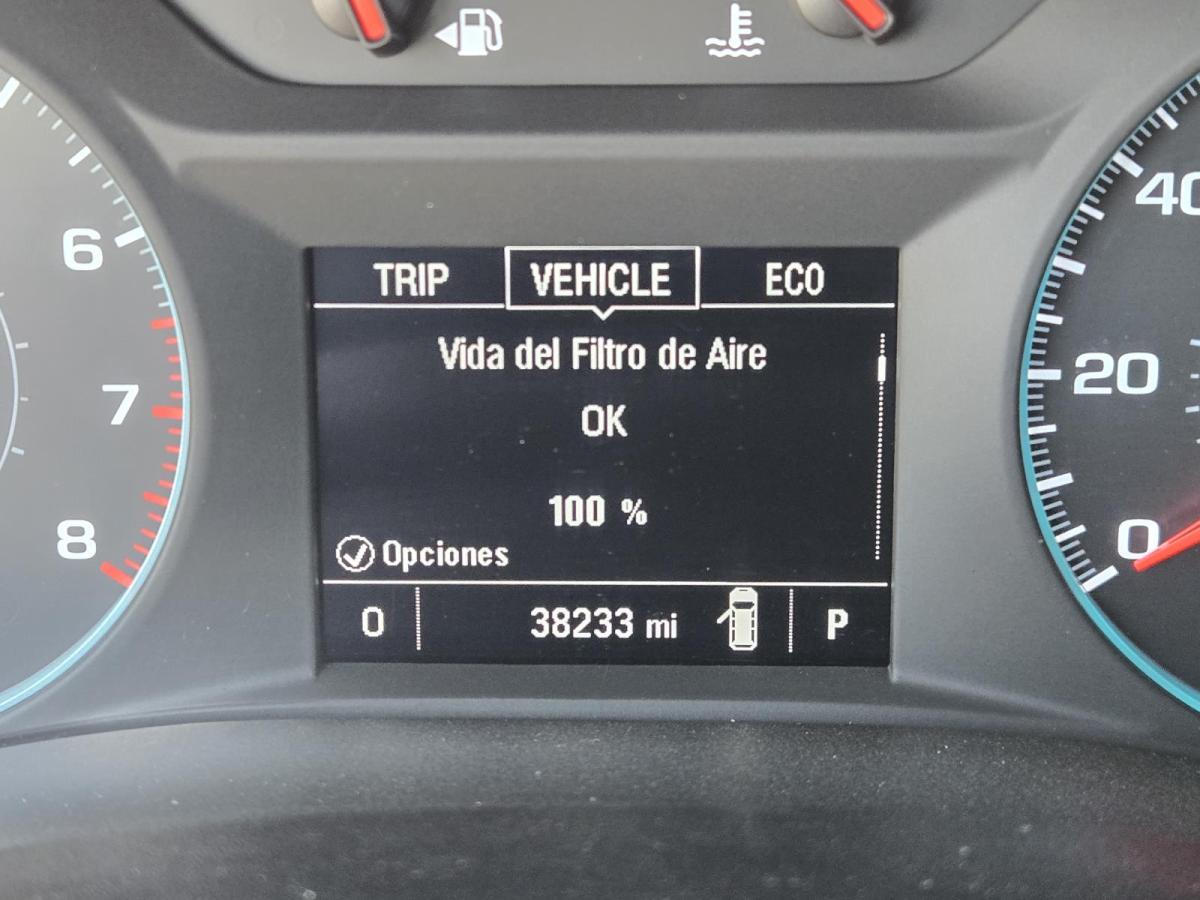 TRIP VEHICLE ECO
Vida del Filtro de Aire
OK
100 %
Opciones
0 38233 mi P
6
7
8
40
20
0